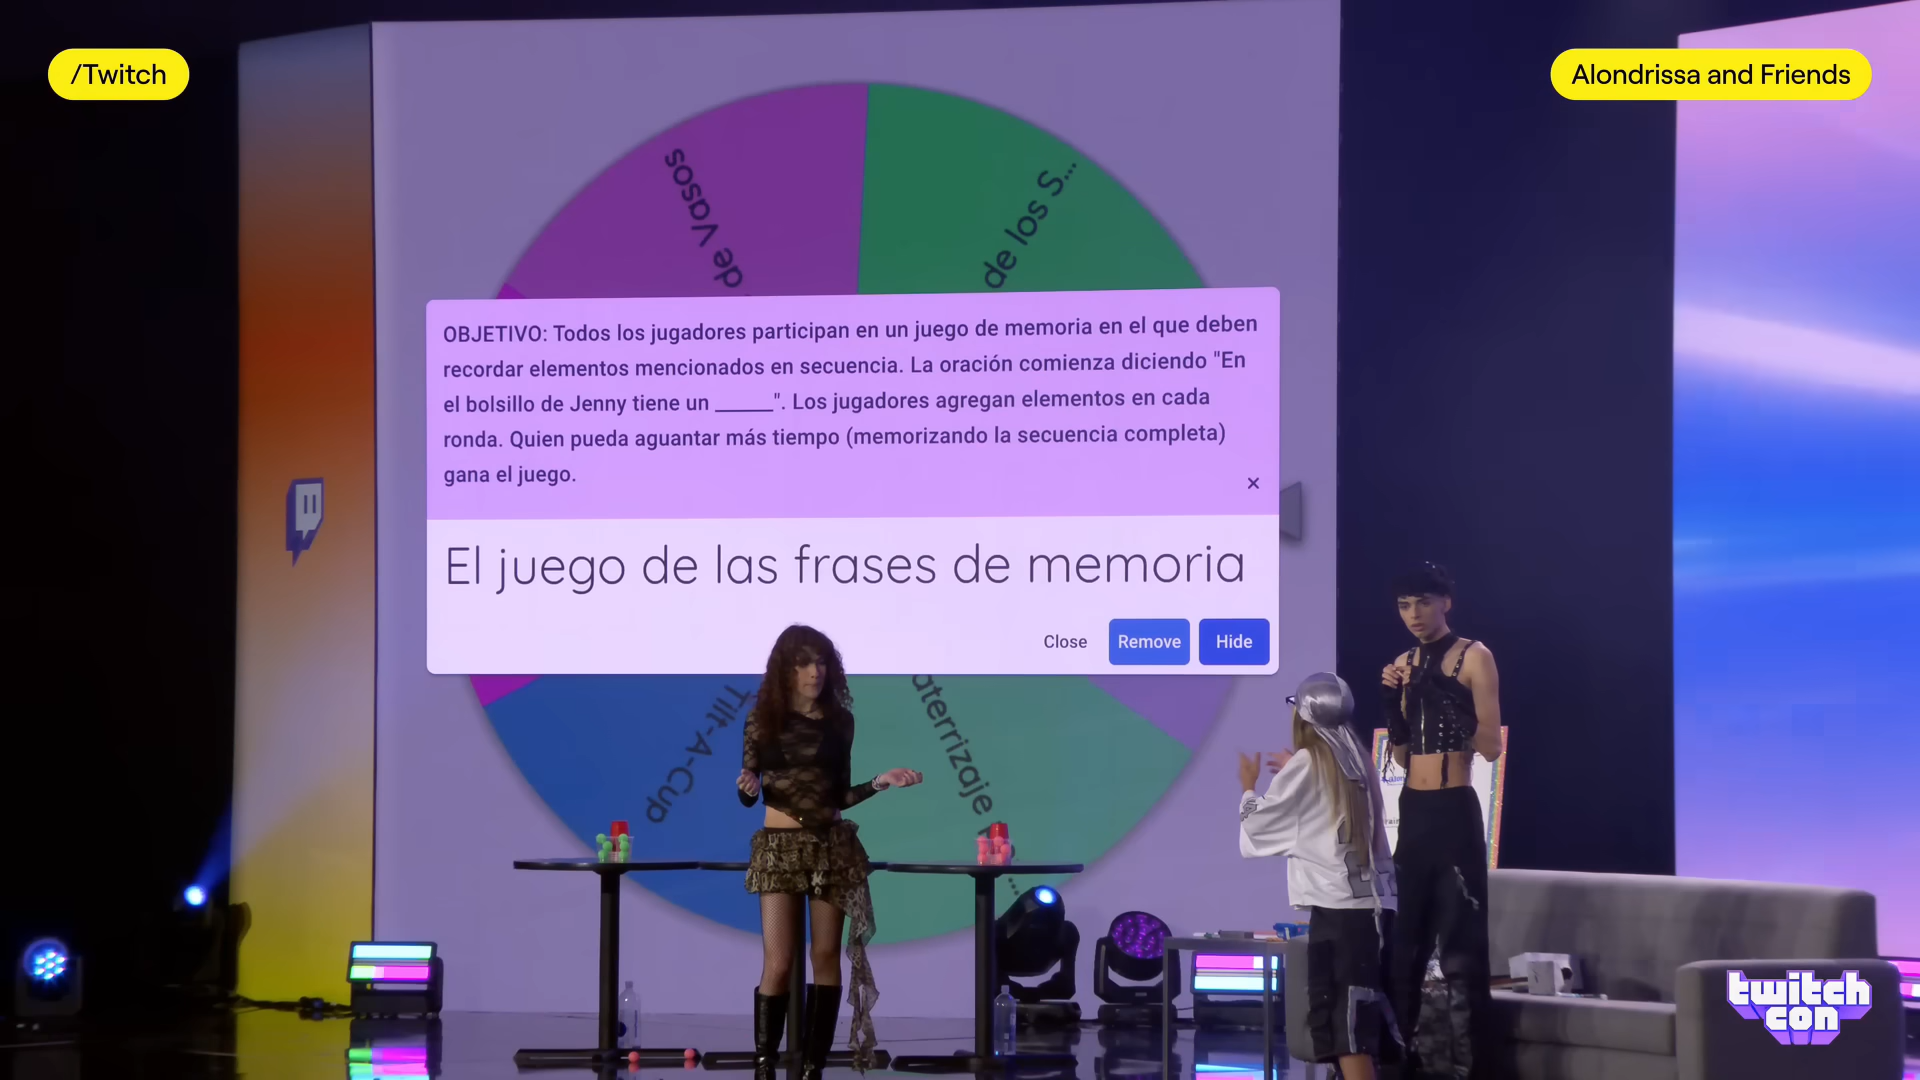 /Twitch
Alondrissa and Friends
de Vasos
de los S...
OBJETIVO: Todos los jugadores participan en un juego de memoria en el que deben
recordar elementos mencionados en secuencia. La oración comienza diciendo "En
el bolsillo de Jenny tiene un _____". Los jugadores agregan elementos en cada
ronda. Quien pueda aguantar más tiempo (memorizando la secuencia completa)
gana el juego.
×
El juego de las frases de memoria
Close
Remove
Hide
Tilt-A-Cup
aterrizaje
twitch
con